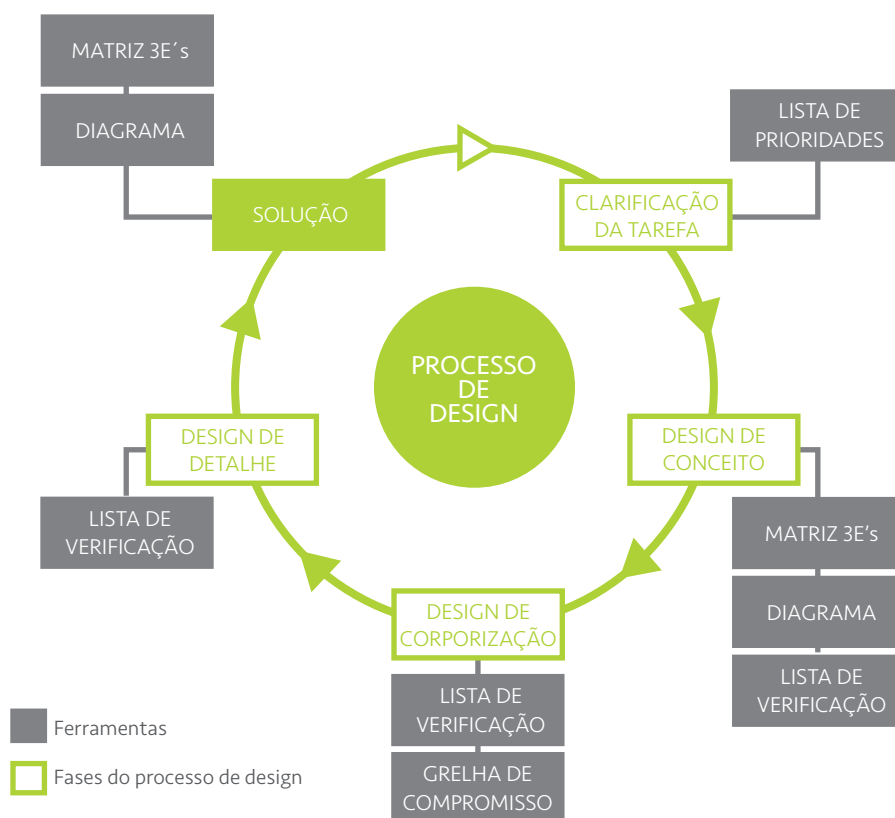 MATRIZ 3E´s
DIAGRAMA
SOLUÇÃO
LISTA DE
PRIORIDADES
CLARIFICAÇÃO
DA TAREFA
PROCESSO
DE
DESIGN
DESIGN DE
DETALHE
DESIGN DE
CONCEITO
LISTA DE
VERIFICAÇÃO
MATRIZ 3E's
DIAGRAMA
LISTA DE
VERIFICAÇÃO
DESIGN DE
CORPORIZAÇÃO
LISTA DE
VERIFICAÇÃO
GRELHA DE
COMPROMISSO
Ferramentas
Fases do processo de design